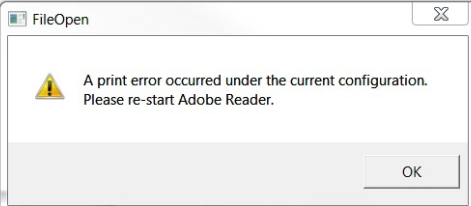 FileOpen
A print error occurred under the current configuration.
Please re-start Adobe Reader.
OK